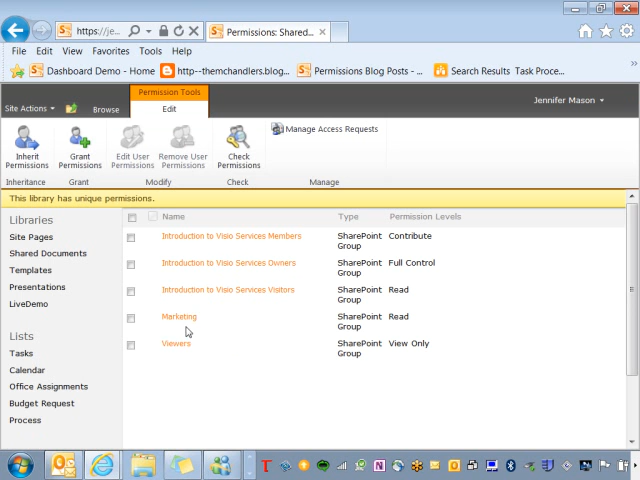 https://je...
Permissions: Shared...
File Edit View Favorites Tools Help
Dashboard Demo - Home
http--themchandlers.blog...
Permissions Blog Posts - ...
Search Results Task Proce...
Site Actions
Browse
Permission Tools
Edit
Jennifer Mason
Inherit
Permissions
Grant
Permissions
Edit User
Permissions
Remove User
Permissions
Check
Permissions
Manage Access Requests
Inheritance
Grant
Modify
Check
Manage
This library has unique permissions.
Libraries
Site Pages
Shared Documents
Templates
Presentations
LiveDemo
Lists
Tasks
Calendar
Office Assignments
Budget Request
Process
Name Type Permission Levels
Introduction to Visio Services Members SharePoint Contribute
Group
Introduction to Visio Services Owners SharePoint Full Control
Group
Introduction to Visio Services Visitors SharePoint Read
Group
Marketing SharePoint Read
Group
Viewers SharePoint View Only
Group